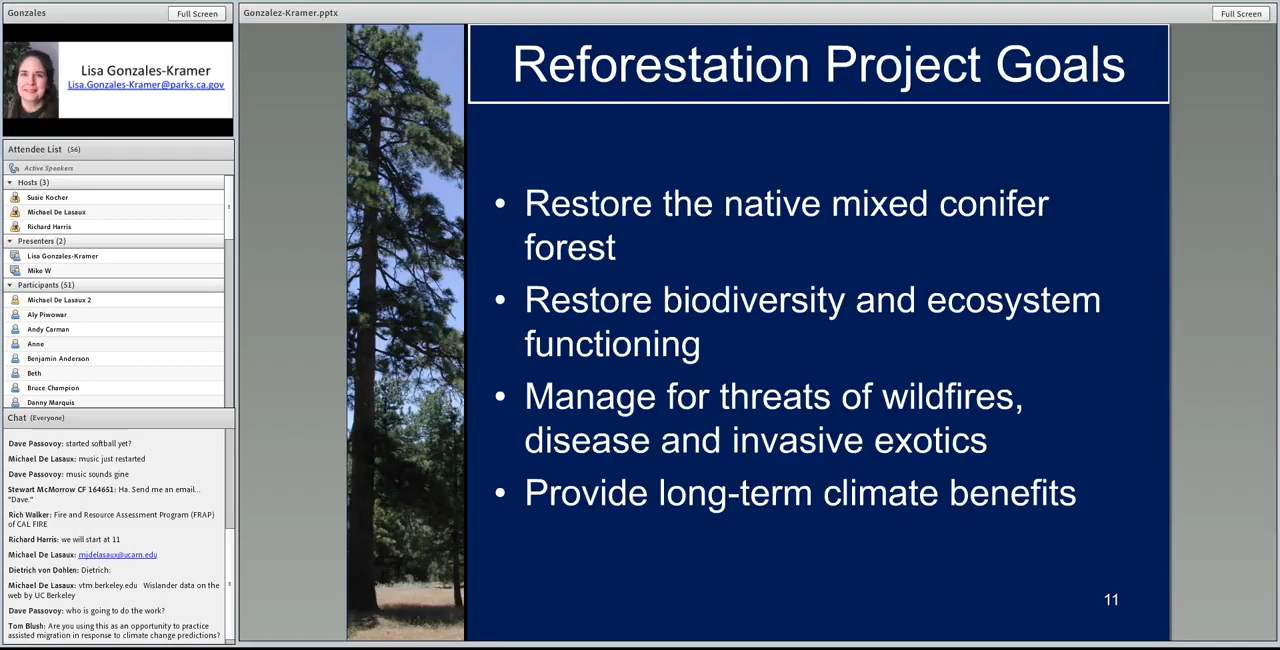 Gonzales
Full Screen
Lisa Gonzales-Kramer
Lisa.Gonzales-Kramer@parks.ca.gov
Attendee List (56)
Active Speakers
Hosts (3)
Susie Kocher
Michael De Lasaux
Richard Harris
Presenters (2)
Lisa Gonzales-Kramer
Mike W
Participants (51)
Michael De Lasaux 2
Aly Piwowar
Andy Carman
Anne
Benjamin Anderson
Beth
Bruce Champion
Danny Marquis
Chat (Everyone)
Dave Passovoy: started softball yet?
Michael De Lasaux: music just restarted
Dave Passovoy: music sounds gine
Stewart McMorrow CF 164651: Ha. Send me an email...
"Dave."
Rich Walker: Fire and Resource Assessment Program (FRAP)
of CAL FIRE
Richard Harris: we will start at 11
Michael De Lasaux: mjdelasaux@ucarn.edu
Dietrich von Dohlen: Dietrich:
Michael De Lasaux: vtm.berkeley.edu Wislander data on the
web by UC Berkeley
Dave Passovoy: who is going to do the work?
Tom Blush: Are you using this as an opportunity to practice
assisted migration in response to climate change predictions?
Gonzalez-Kramer.pptx
Full Screen
Reforestation Project Goals
• Restore the native mixed conifer
forest
• Restore biodiversity and ecosystem
functioning
• Manage for threats of wildfires,
disease and invasive exotics
• Provide long-term climate benefits
11